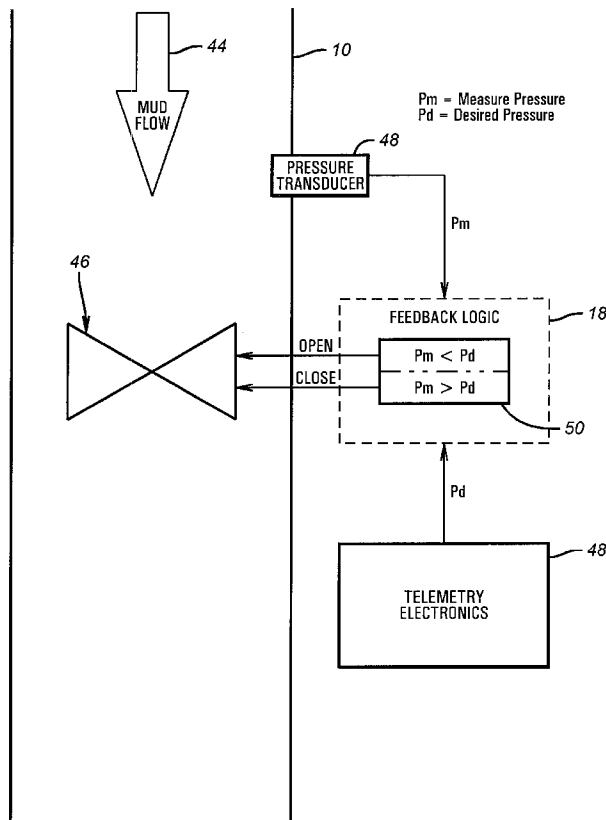 44
10
MUD
FLOW
Pm = Measure Pressure
Pd = Desired Pressure
48
PRESSURE
TRANSDUCER
Pm
46
18
FEEDBACK LOGIC
OPEN
Pm < Pd
CLOSE
Pm > Pd
50
Pd
48
TELEMETRY
ELECTRONICS